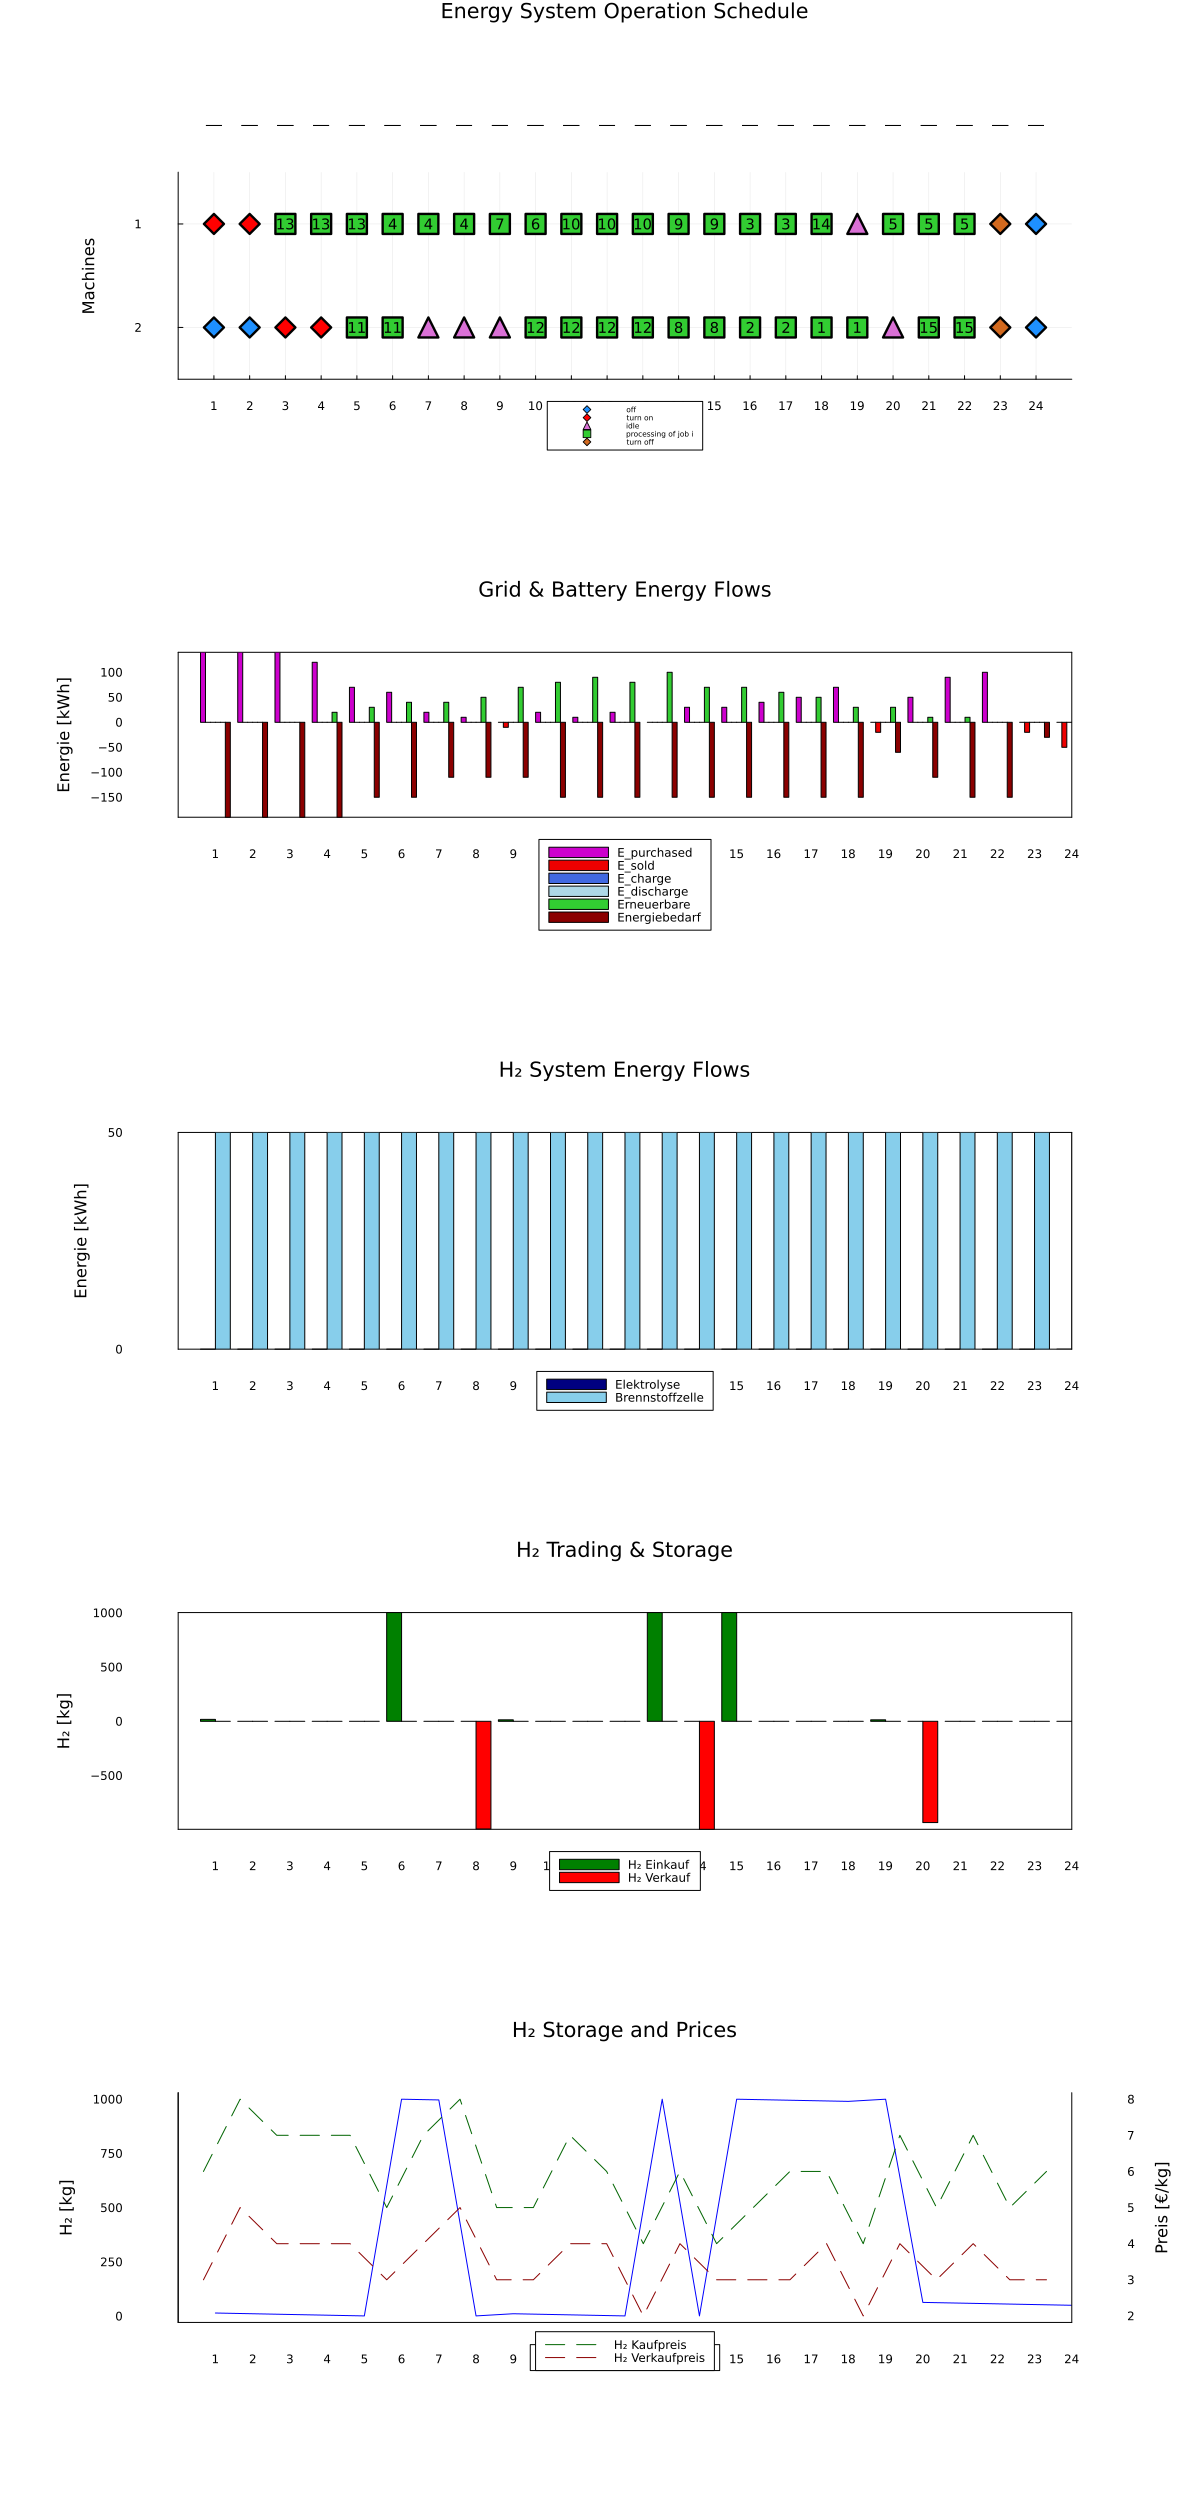 Energy System Operation Schedule
Machines
1
13 13 13 4 4 4 7 6 10 10 10 9 9 3 3 14 5 5 5
2
11 11 12 12 12 12 8 8 2 2 1 1 15 15
1 2 3 4 5 6 7 8 9 10 15 16 17 18 19 20 21 22 23 24
off
turn on
idle
processing of job i
turn off
Grid & Battery Energy Flows
Energie [kWh]
100
50
0
−50
−100
−150
1 2 3 4 5 6 7 8 9 15 16 17 18 19 20 21 22 23 24
E_purchased
E_sold
E_charge
E_discharge
Erneuerbare
Energiebedarf
H₂ System Energy Flows
Energie [kWh]
50
0
1 2 3 4 5 6 7 8 9 15 16 17 18 19 20 21 22 23 24
Elektrolyse
Brennstoffzelle
H₂ Trading & Storage
H₂ [kg]
1000
500
0
−500
1 2 3 4 5 6 7 8 9 1 4 15 16 17 18 19 20 21 22 23 24
H₂ Einkauf
H₂ Verkauf
H₂ Storage and Prices
H₂ [kg]
1000
750
500
250
0
8
7
6
5
4
3
2
Preis [€/kg]
1 2 3 4 5 6 7 8 9 15 16 17 18 19 20 21 22 23 24
H₂ Kaufpreis
H₂ Verkaufpreis